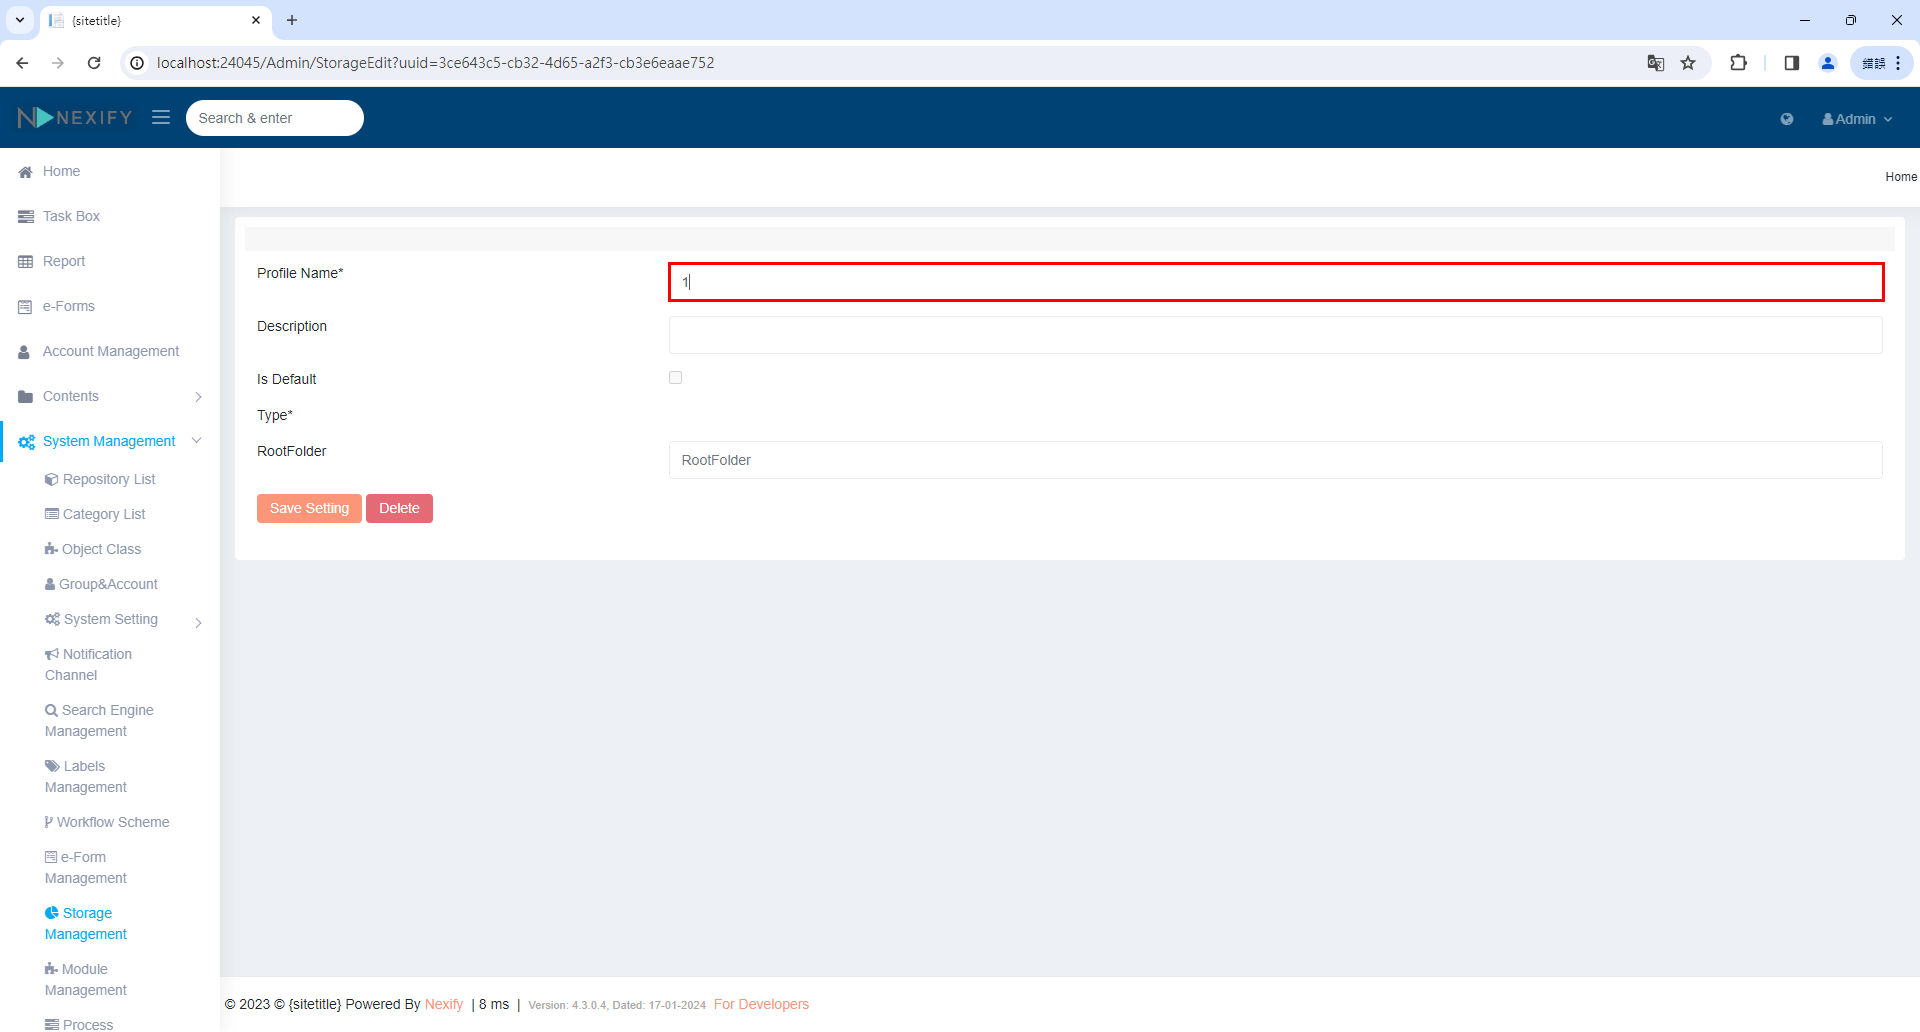 {sitetitle}
localhost:24045/Admin/StorageEdit?uuid=3ce643c5-cb32-4d65-a2f3-cb3e6eaae752
錯誤
NEXIFY
Search & enter
Admin
Home
Home
Task Box
Report
e-Forms
Account Management
Contents
System Management
Repository List
Category List
Object Class
Group&Account
System Setting
Notification
Channel
Search Engine
Management
Labels
Management
Workflow Scheme
e-Form
Management
Storage
Management
Module
Management
Process
Profile Name*
1
Description
Is Default
Type*
RootFolder
RootFolder
Save Setting
Delete
© 2023 © {sitetitle} Powered By Nexify | 8 ms | Version: 4.3.0.4, Dated: 17-01-2024 For Developers